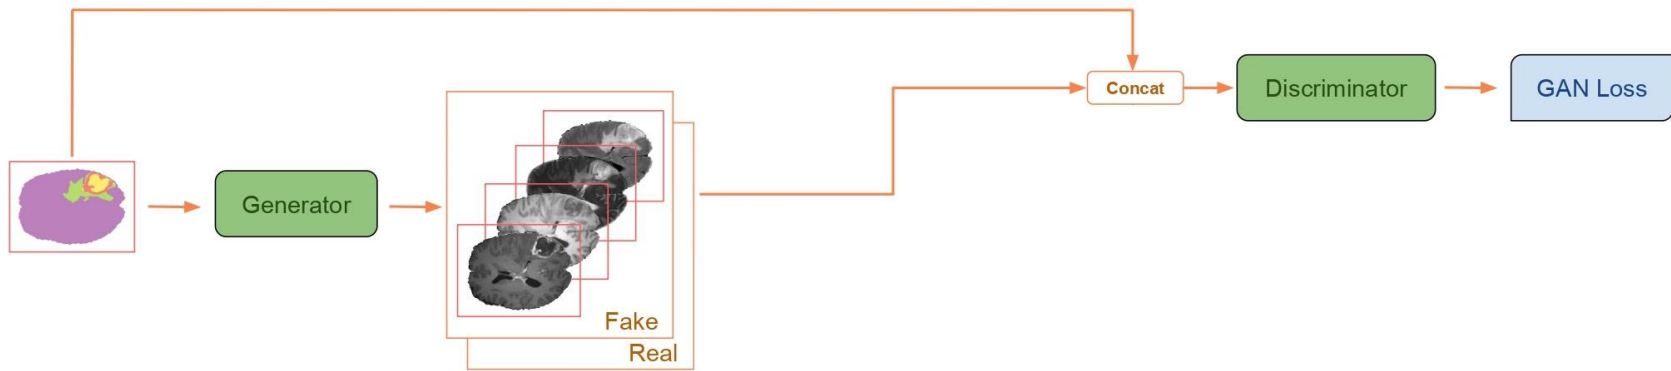 Generator
Fake
Real
Concat
Discriminator
GAN Loss